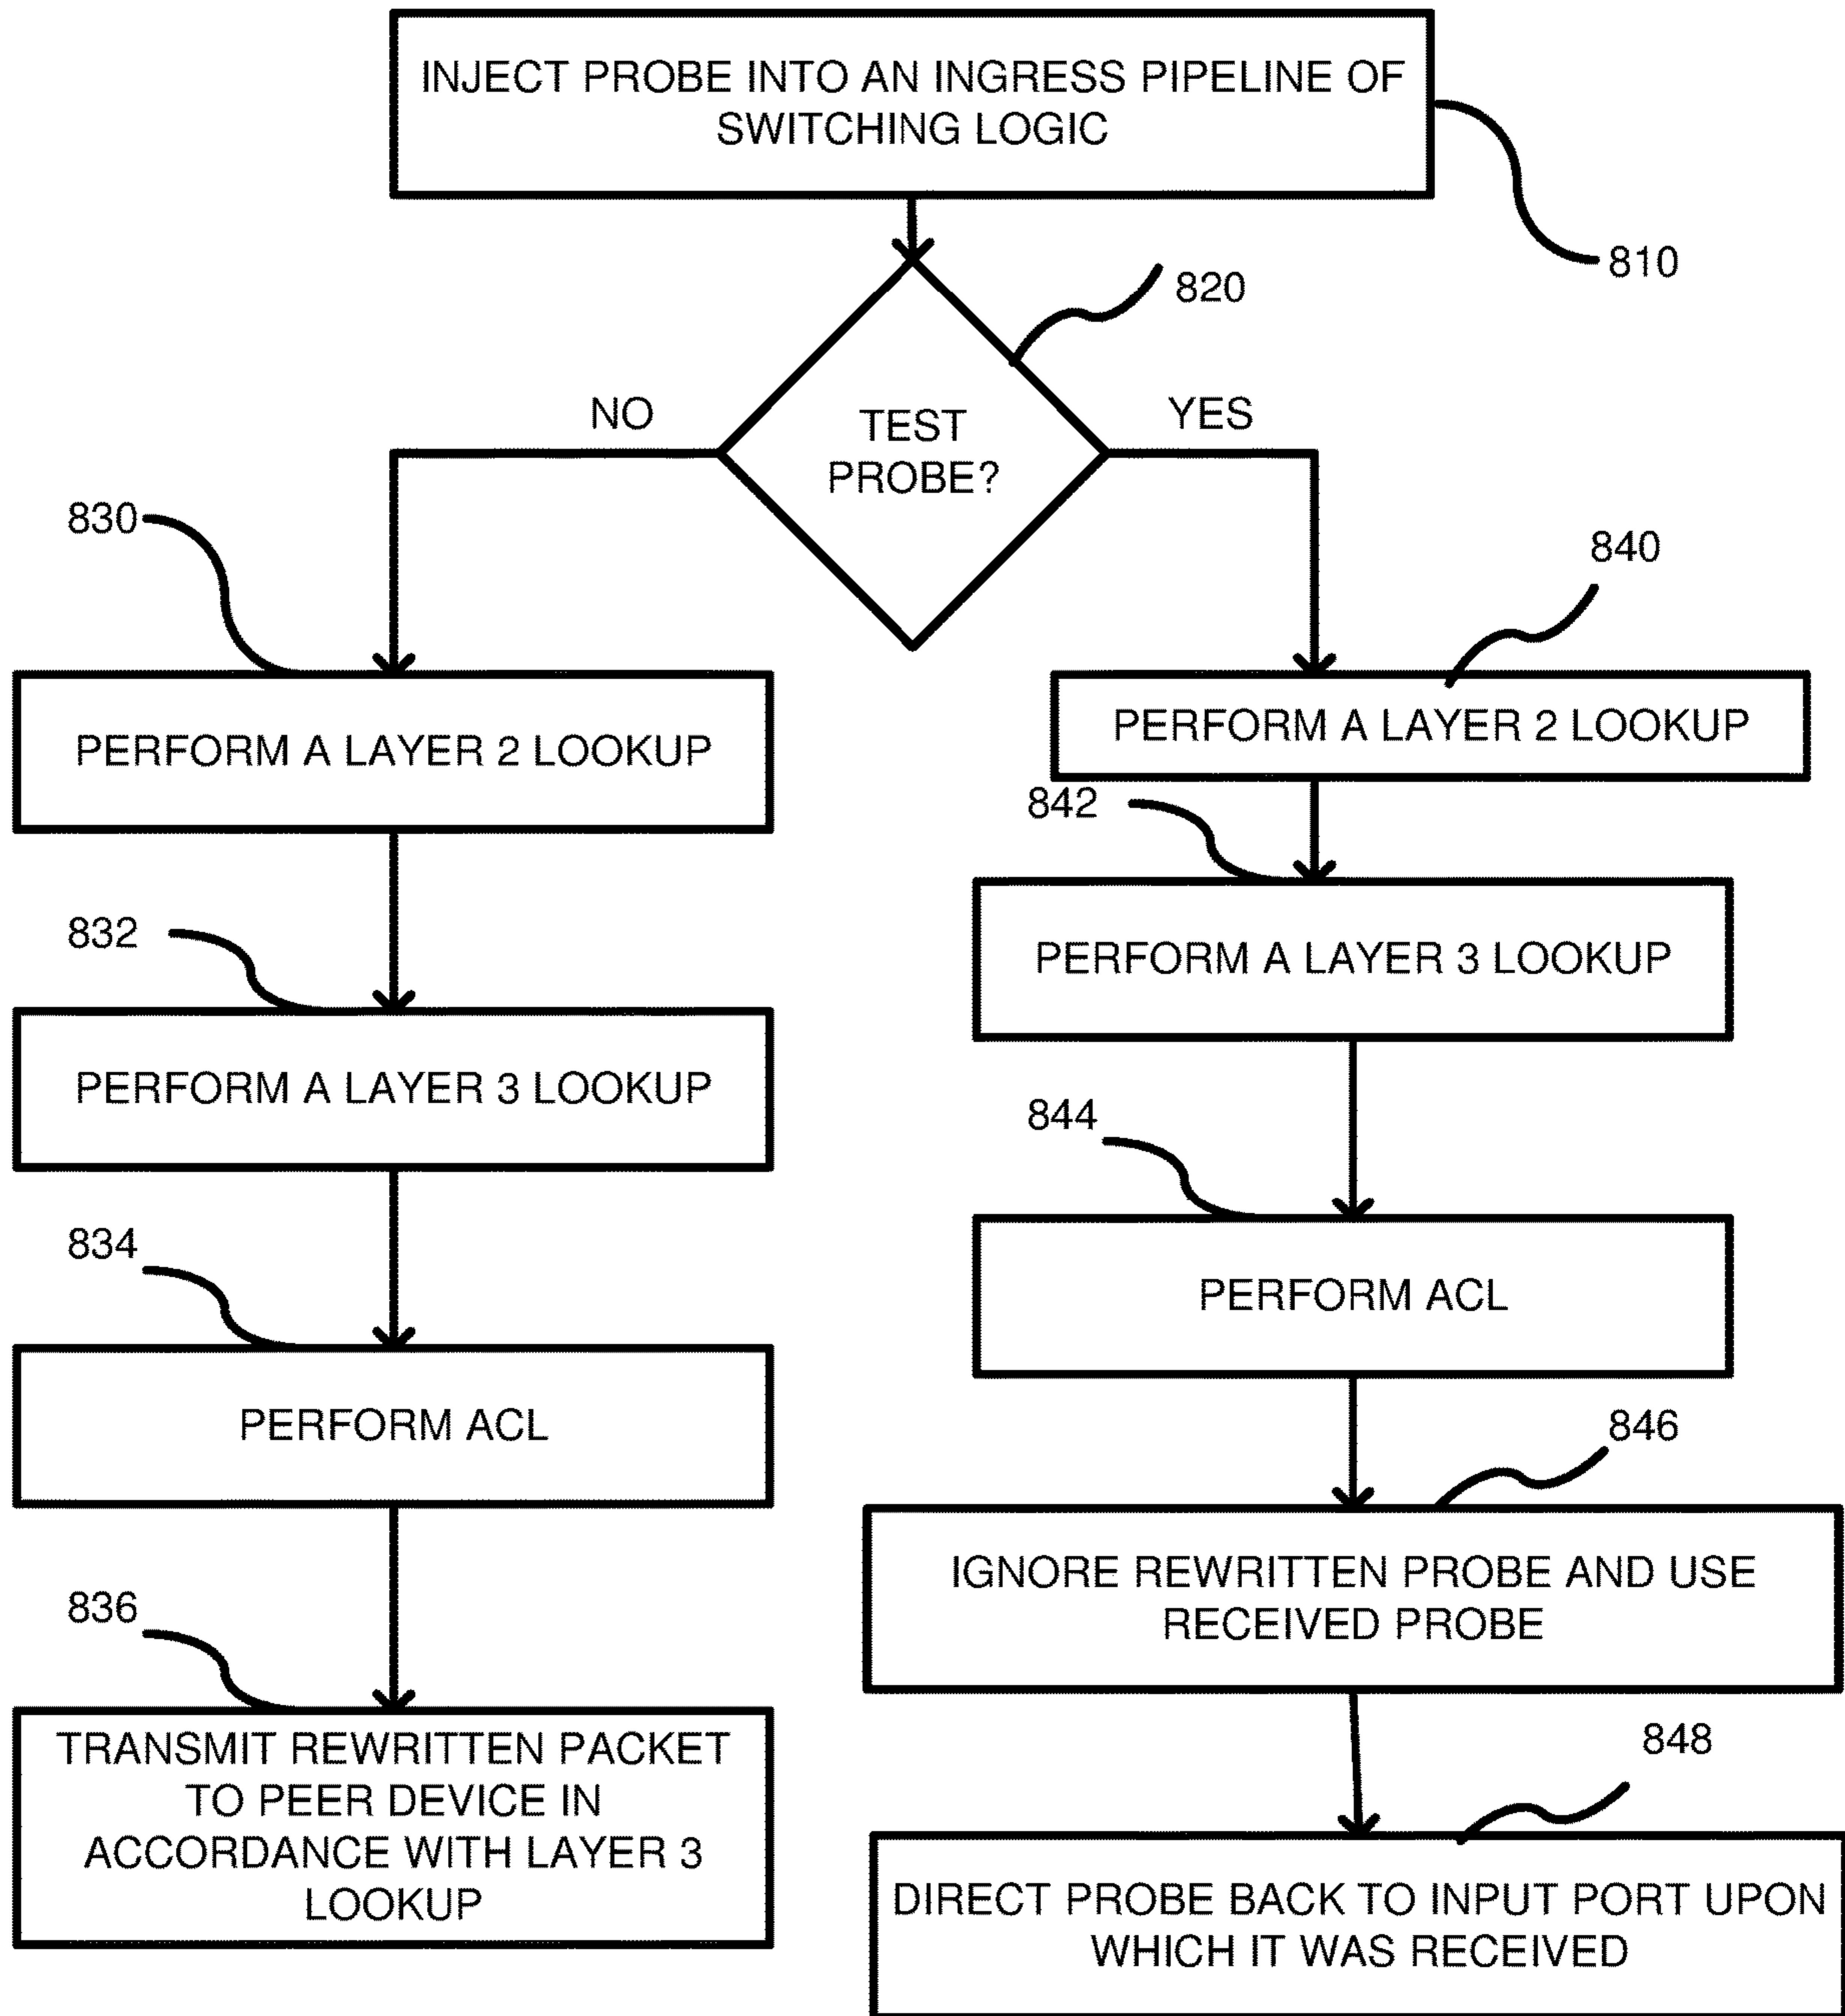 INJECT PROBE INTO AN INGRESS PIPELINE OF
SWITCHING LOGIC
810
820
TEST
PROBE?
NO
YES
830
PERFORM A LAYER 2 LOOKUP
832
PERFORM A LAYER 3 LOOKUP
834
PERFORM ACL
836
TRANSMIT REWRITTEN PACKET
TO PEER DEVICE IN
ACCORDANCE WITH LAYER 3
LOOKUP
840
PERFORM A LAYER 2 LOOKUP
842
PERFORM A LAYER 3 LOOKUP
844
PERFORM ACL
846
IGNORE REWRITTEN PROBE AND USE
RECEIVED PROBE
848
DIRECT PROBE BACK TO INPUT PORT UPON
WHICH IT WAS RECEIVED